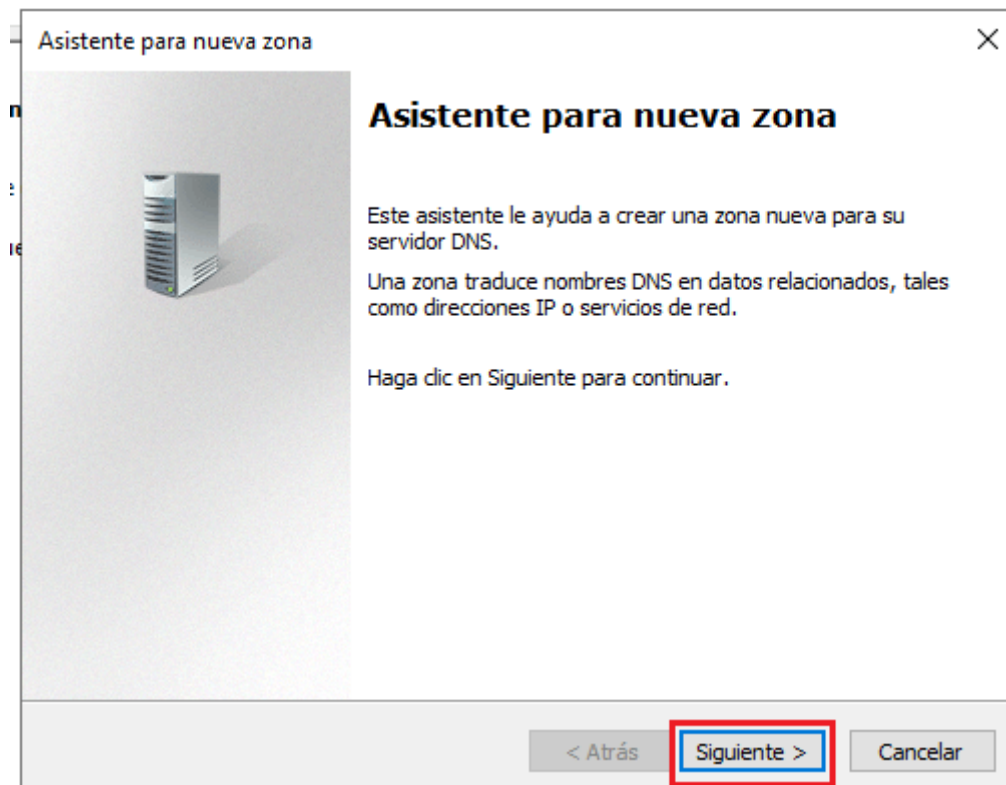 Asistente para nueva zona
Asistente para nueva zona
Este asistente le ayuda a crear una zona nueva para su
servidor DNS.
Una zona traduce nombres DNS en datos relacionados, tales
como direcciones IP o servicios de red.
Haga clic en Siguiente para continuar.
< Atrás
Siguiente >
Cancelar